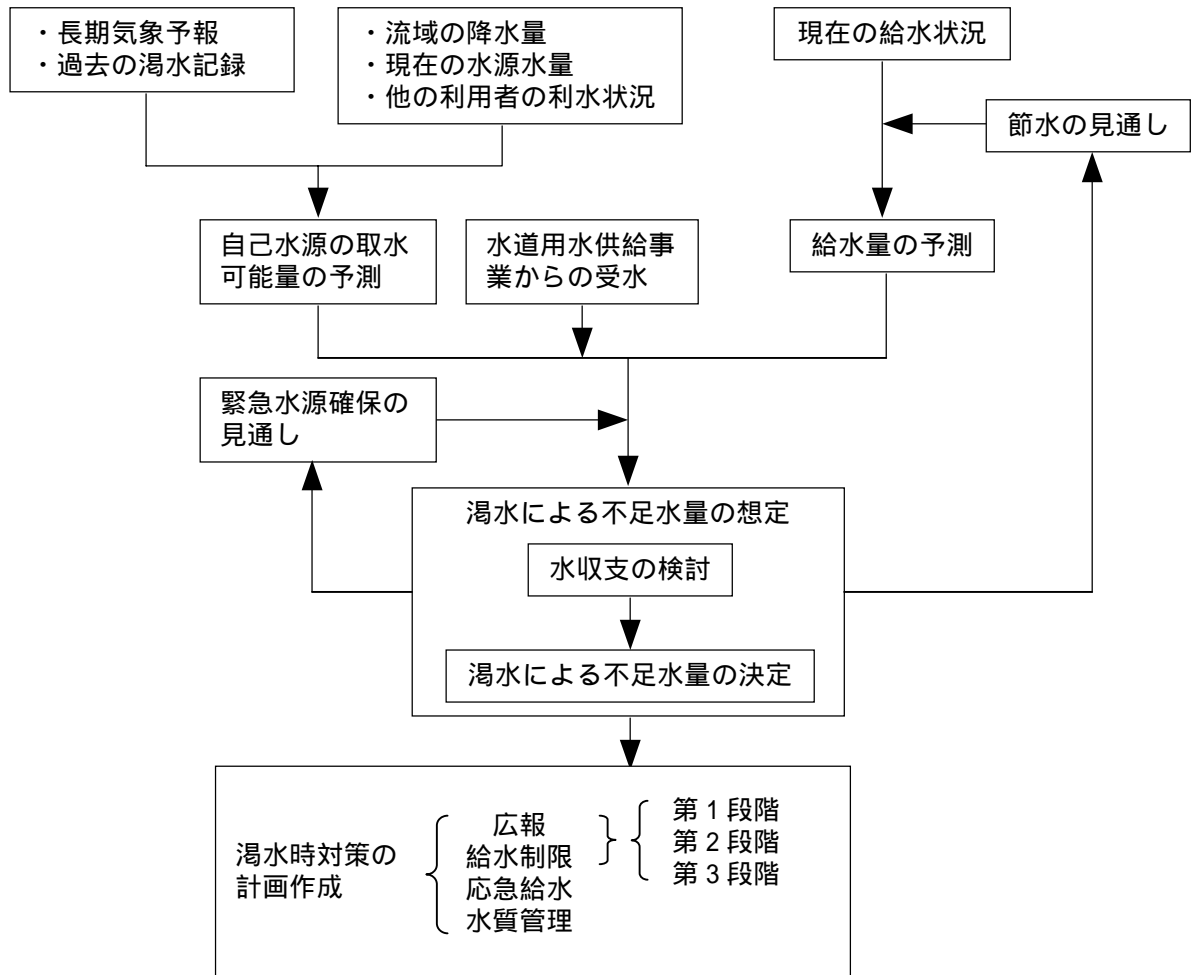 ・長期気象予報
・過去の渇水記録
・流域の降水量
・現在の水源水量
・他の利用者の利水状況
現在の給水状況
節水の見通し
自己水源の取水
可能量の予測
水道用水供給事
業からの受水
給水量の予測
緊急水源確保の
見通し
渇水による不足水量の想定
水収支の検討
渇水による不足水量の決定
渇水時対策の
計画作成
広報
給水制限
応急給水
水質管理
第1段階
第2段階
第3段階